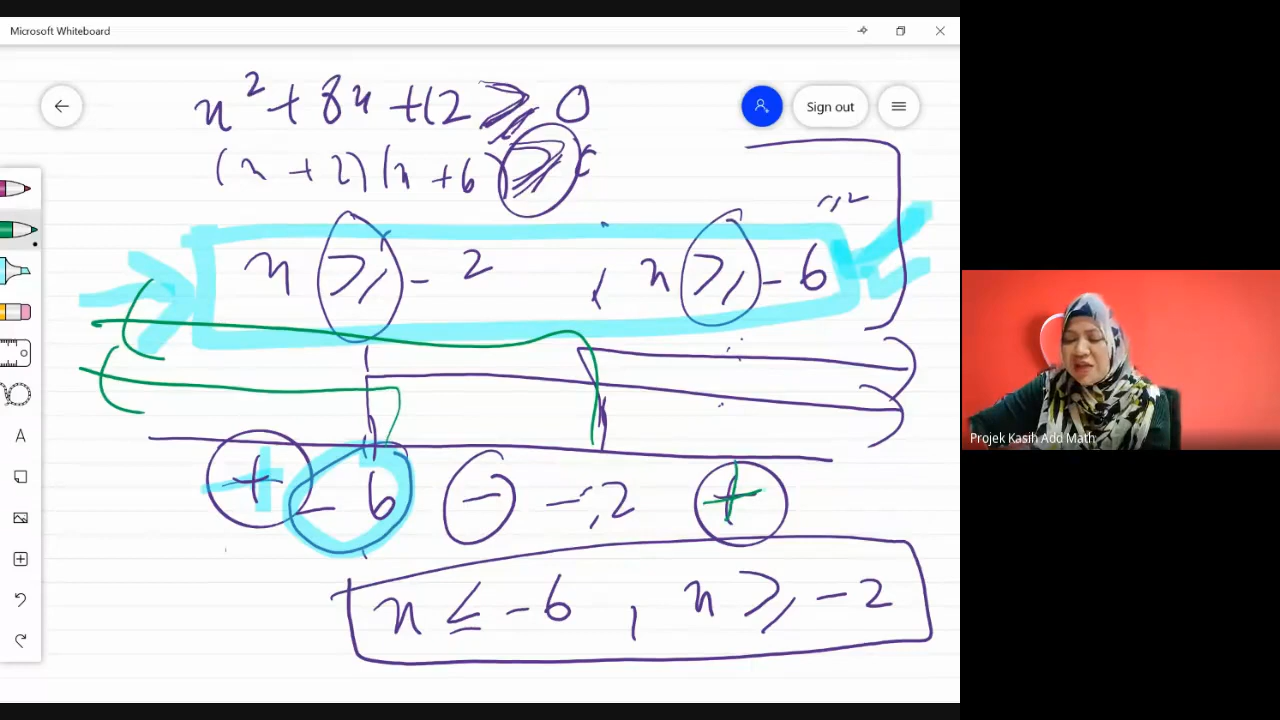 Microsoft Whiteboard
Sign out
x² + 8x + 12 ≥ 0
(x + 2)(x + 6) ≥
x ≥ -2 , x ≥ -6
+ -6 - -2 +
x ≤ -6 , x ≥ -2
A
Projek Kasih Add Math